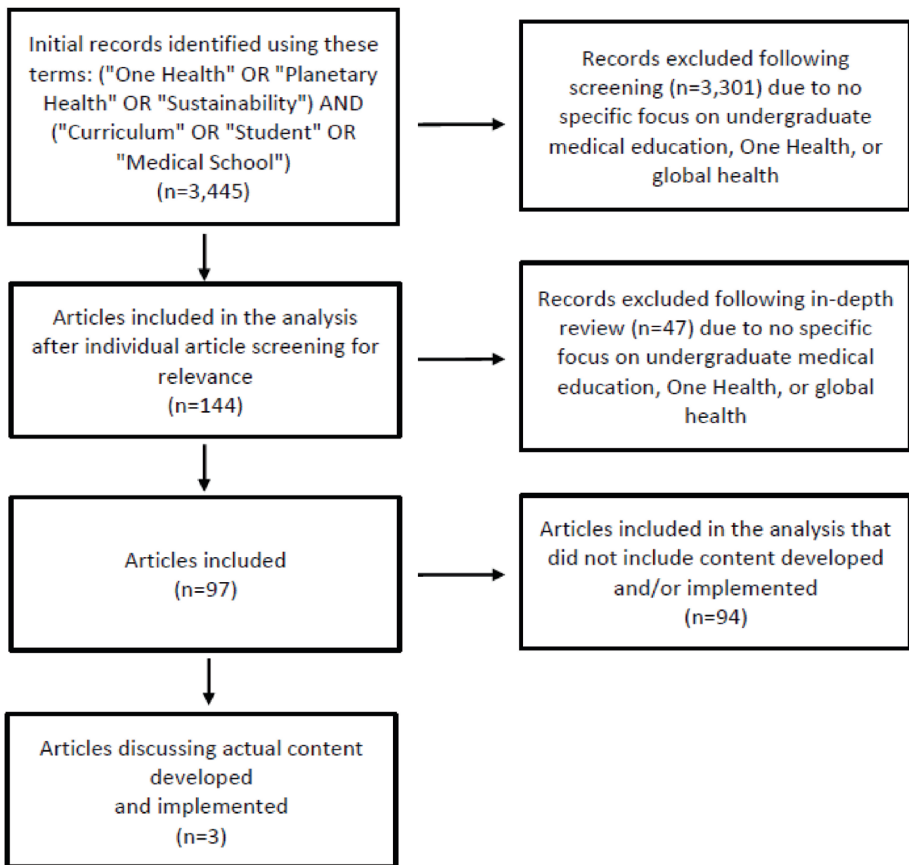 Initial records identified using these
terms: ("One Health" OR "Planetary
Health" OR "Sustainability") AND
("Curriculum" OR "Student" OR
"Medical School")
(n=3,445)
Records excluded following
screening (n=3,301) due to no
specific focus on undergraduate
medical education, One Health, or
global health
Articles included in the analysis
after individual article screening for
relevance
(n=144)
Records excluded following in-depth
review (n=47) due to no specific
focus on undergraduate medical
education, One Health, or global
health
Articles included
(n=97)
Articles included in the analysis that
did not include content developed
and/or implemented
(n=94)
Articles discussing actual content
developed
and implemented
(n=3)